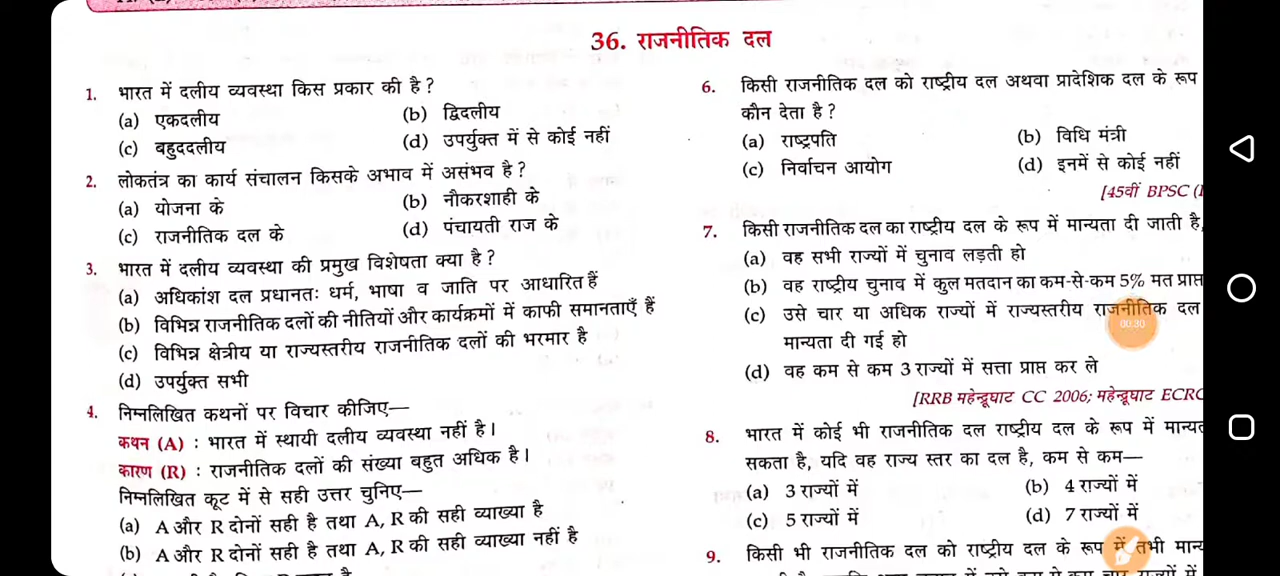 36. राजनीतिक दल
1. भारत में दलीय व्यवस्था किस प्रकार की है ?
(a) एकदलीय (b) द्विदलीय
(c) बहुददलीय (d) उपर्युक्त में से कोई नहीं
2. लोकतंत्र का कार्य संचालन किसके अभाव में असंभव है ?
(a) योजना के (b) नौकरशाही के
(c) राजनीतिक दल के (d) पंचायती राज के
3. भारत में दलीय व्यवस्था की प्रमुख विशेषता क्या है ?
(a) अधिकांश दल प्रधानतः धर्म, भाषा व जाति पर आधारित हैं
(b) विभिन्न राजनीतिक दलों की नीतियों और कार्यक्रमों में काफी समानताएँ हैं
(c) विभिन्न क्षेत्रीय या राज्यस्तरीय राजनीतिक दलों की भरमार है
(d) उपर्युक्त सभी
4. निम्नलिखित कथनों पर विचार कीजिए—
कथन (A) : भारत में स्थायी दलीय व्यवस्था नहीं है।
कारण (R) : राजनीतिक दलों की संख्या बहुत अधिक है।
निम्नलिखित कूट में से सही उत्तर चुनिए—
(a) A और R दोनों सही है तथा A, R की सही व्याख्या है
(b) A और R दोनों सही है तथा A, R की सही व्याख्या नहीं है
6. किसी राजनीतिक दल को राष्ट्रीय दल अथवा प्रादेशिक दल के रूप
कौन देता है ?
(a) राष्ट्रपति (b) विधि मंत्री
(c) निर्वाचन आयोग (d) इनमें से कोई नहीं
[45वीं BPSC
7. किसी राजनीतिक दल का राष्ट्रीय दल के रूप में मान्यता दी जाती है,
(a) वह सभी राज्यों में चुनाव लड़ती हो
(b) वह राष्ट्रीय चुनाव में कुल मतदान का कम-से-कम 5% मत प्राप्त
(c) उसे चार या अधिक राज्यों में राज्यस्तरीय राजनीतिक दल
मान्यता दी गई हो
00:30
(d) वह कम से कम 3 राज्यों में सत्ता प्राप्त कर ले
[RRB महेन्द्रूघाट CC 2006; महेन्द्रूघाट ECRC
8. भारत में कोई भी राजनीतिक दल राष्ट्रीय दल के रूप में
सकता है, यदि वह राज्य स्तर का दल है, कम से कम—
(a) 3 राज्यों में (b) 4 राज्यों में
(c) 5 राज्यों में (d) 7 राज्यों में
9. किसी भी राजनीतिक दल को राष्ट्रीय दल के रूप में तभी